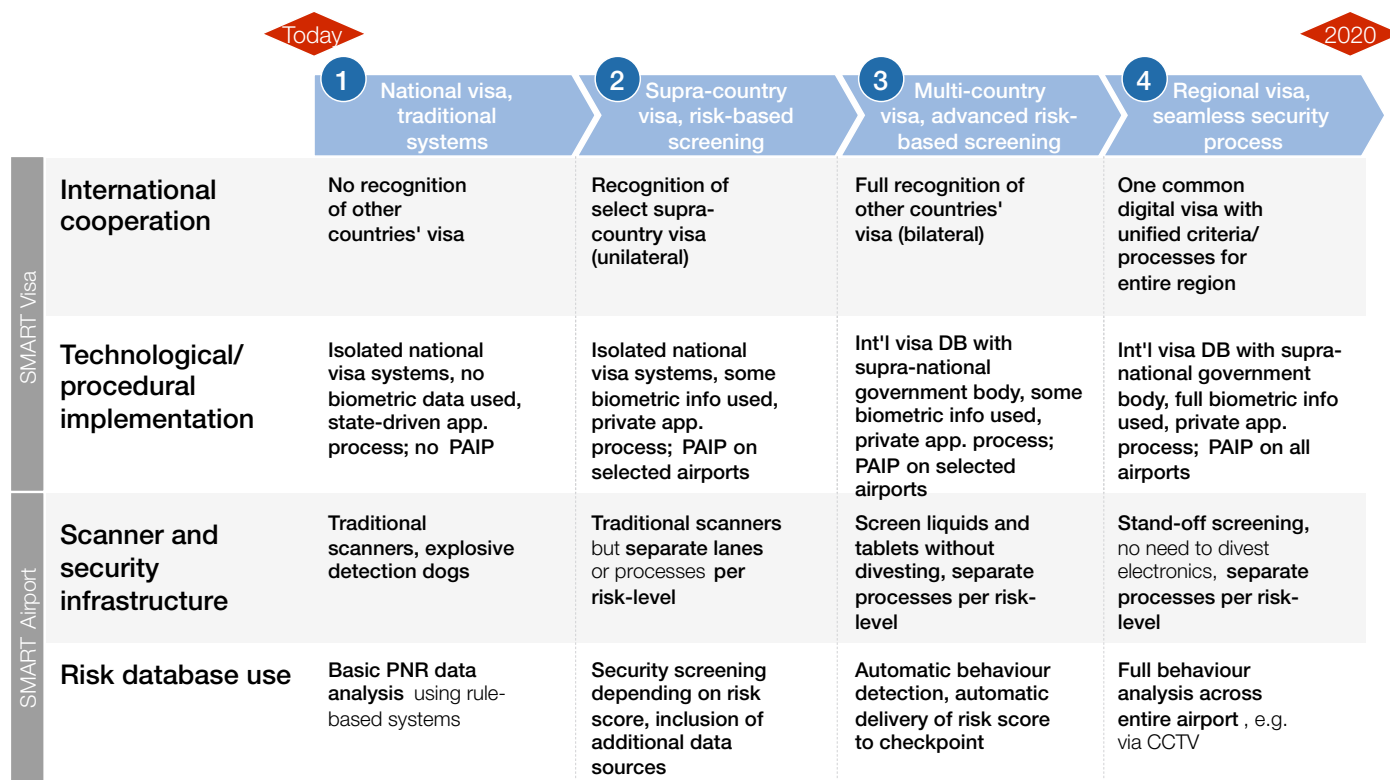 Today
2020
1
National visa,
traditional
systems
2
Supra-country
visa, risk-based
screening
3
Multi-country
visa, advanced risk-
based screening
4
Regional visa,
seamless security
process
SMART Visa
International
cooperation
No recognition
of other
countries' visa
Recognition of
select supra-
country visa
(unilateral)
Full recognition of
other countries'
visa (bilateral)
One common
digital visa with
unified criteria/
processes for
entire region
Technological/
procedural
implementation
Isolated national
visa systems, no
biometric data used,
state-driven app.
process; no PAIP
Isolated national
visa systems, some
biometric info used,
private app.
process; PAIP on
selected airports
Int'l visa DB with
supra-national
government body, some
biometric info used,
private app. process;
PAIP on selected
airports
Int'l visa DB with supra-
national government
body, full biometric info
used, private app.
process; PAIP on all
airports
SMART Airport
Scanner and
security
infrastructure
Traditional
scanners, explosive
detection dogs
Traditional scanners
but separate lanes
or processes per
risk-level
Screen liquids and
tablets without
divesting, separate
processes per risk-
level
Stand-off screening,
no need to divest
electronics, separate
processes per risk-
level
Risk database use
Basic PNR data
analysis using rule-
based systems
Security screening
depending on risk
score, inclusion of
additional data
sources
Automatic behaviour
detection, automatic
delivery of risk score
to checkpoint
Full behaviour
analysis across
entire airport , e.g.
via CCTV